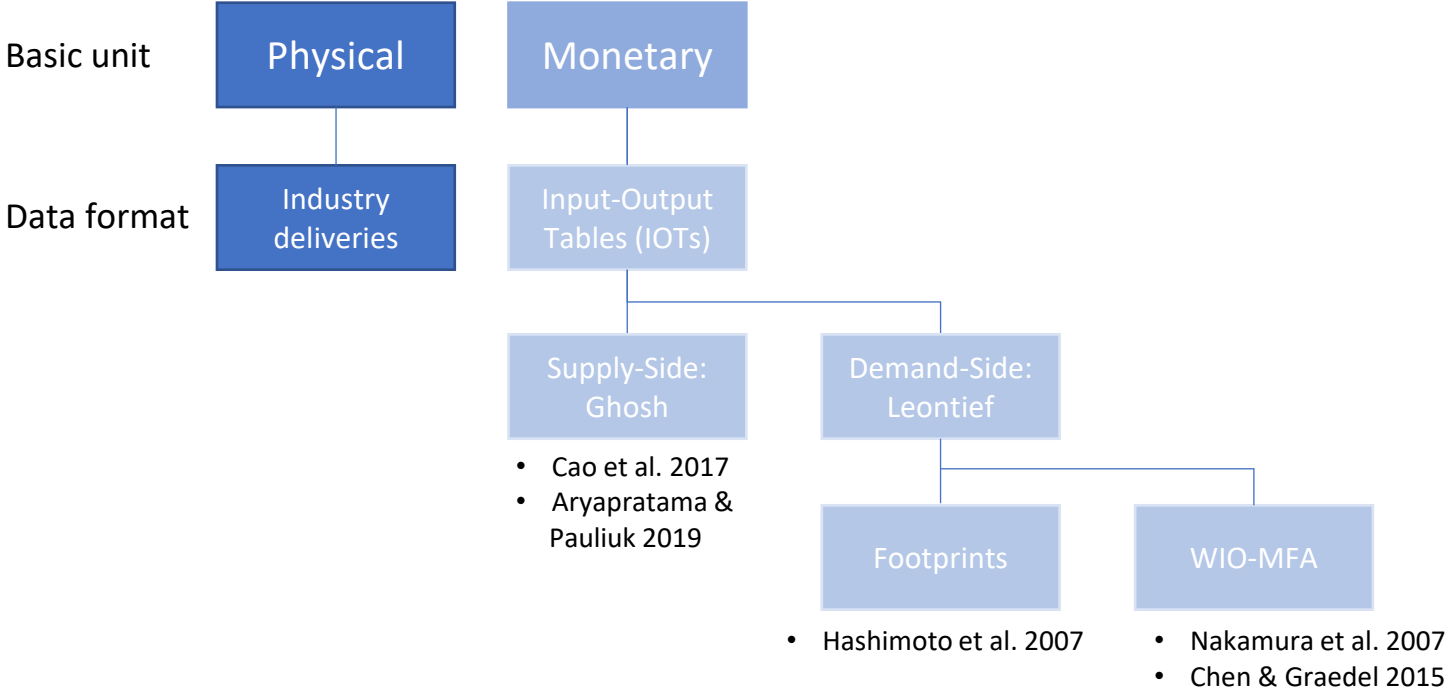 Basic unit
Physical
Monetary
Data format
Industry
deliveries
Input-Output
Tables (IOTs)
Supply-Side:
Ghosh
Demand-Side:
Leontief
• Cao et al. 2017
• Aryapratama &
Pauliuk 2019
Footprints
WIO-MFA
• Hashimoto et al. 2007
• Nakamura et al. 2007
• Chen & Graedel 2015